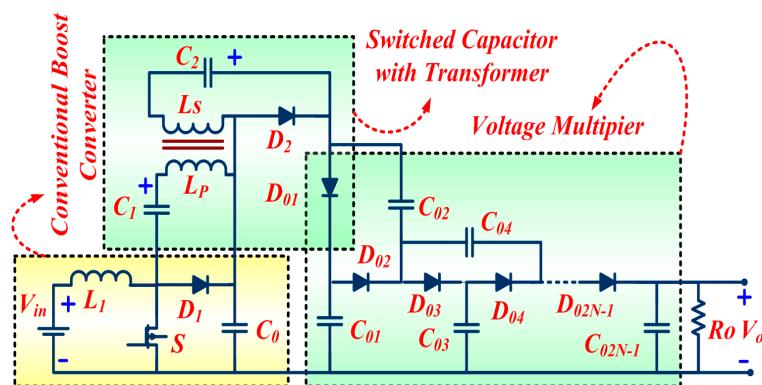 Switched Capacitor
with Transformer
Voltage Multipier
Conventional Boost
Converter
C2
+
Ls
D2
LP
+
C1
D01
C02
C04
D02
D03
D04
D02N-1
Vin
+
L1
D1
-
S
C0
C01
C03
C02N-1
Ro
Vo
+
-